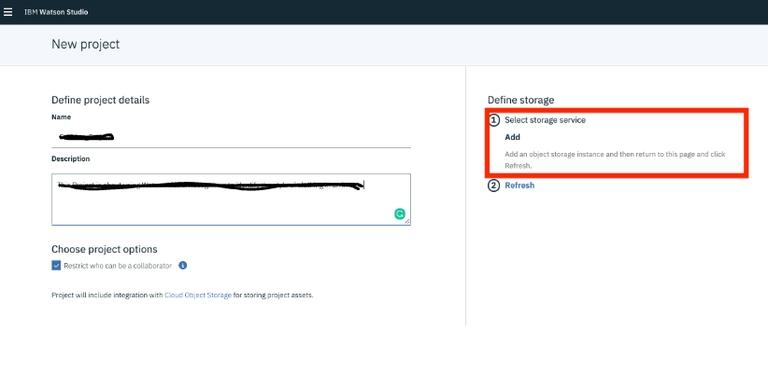 IBM Watson Studio
New project
Define project details
Name
Description
Choose project options
Restrict who can be a collaborator
Project will include integration with Cloud Object Storage for storing project assets.
Define storage
1 Select storage service
Add
Add an object storage instance and then return to this page and click
Refresh.
2 Refresh